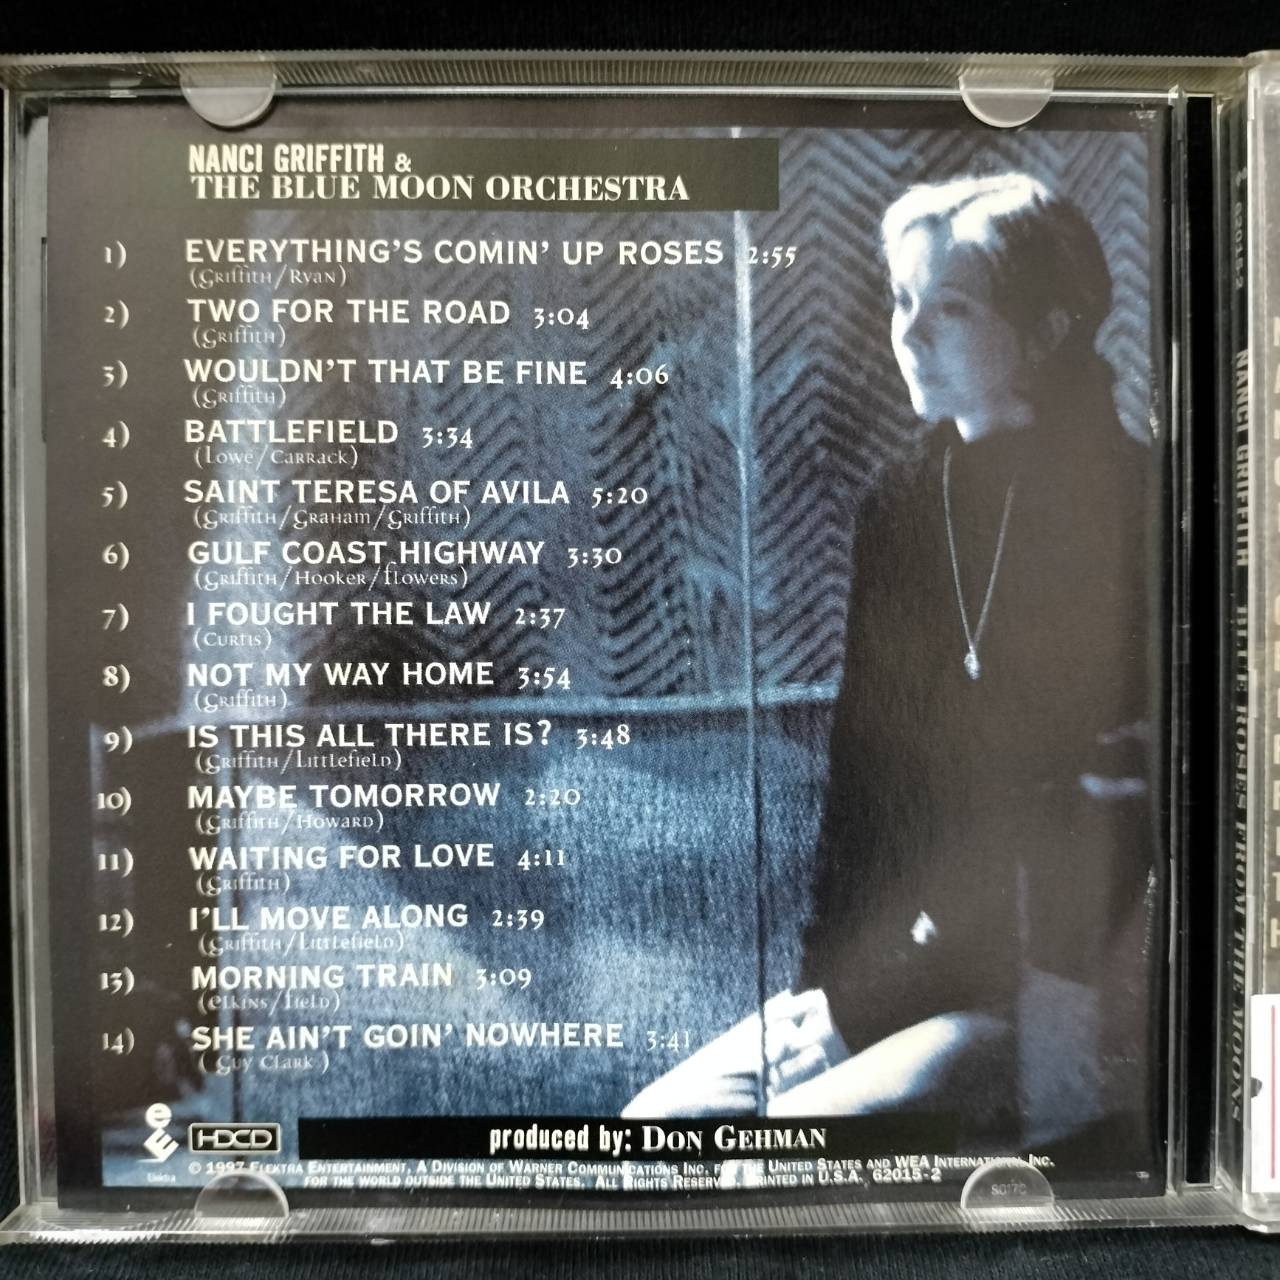 NANCI GRIFFITH &
THE BLUE MOON ORCHESTRA
1) EVERYTHING'S COMIN' UP ROSES 2:55
(Griffith/Ryan)
2) TWO FOR THE ROAD 3:04
(Griffith)
3) WOULDN'T THAT BE FINE 4:06
(Griffith)
4) BATTLEFIELD 3:34
(Lowe/Carrack)
5) SAINT TERESA OF AVILA 5:20
(Griffith/Graham/Griffith)
6) GULF COAST HIGHWAY 3:30
(Griffith/Hooker/Flowers)
7) I FOUGHT THE LAW 2:37
(Curtis)
8) NOT MY WAY HOME 3:54
(Griffith)
9) IS THIS ALL THERE IS? 3:48
(Griffith/Littlefield)
10) MAYBE TOMORROW 2:20
(Griffith/Howard)
11) WAITING FOR LOVE 4:11
(Griffith)
12) I'LL MOVE ALONG 2:39
(Griffith/Littlefield)
13) MORNING TRAIN 3:09
(Elkins/Field)
14) SHE AIN'T GOIN' NOWHERE 3:41
(Guy Clark)
HDCD
produced by: DON GEHMAN
Elektra
© 1997 ELEKTRA ENTERTAINMENT, A DIVISION OF WARNER COMMUNICATIONS INC. FOR THE UNITED STATES AND WEA INTERNATIONAL INC.
FOR THE WORLD OUTSIDE THE UNITED STATES. ALL RIGHTS RESERVED. PRINTED IN U.S.A. 62015-2
NANCI GRIFFITH BLUE ROSES FROM THE MOONS